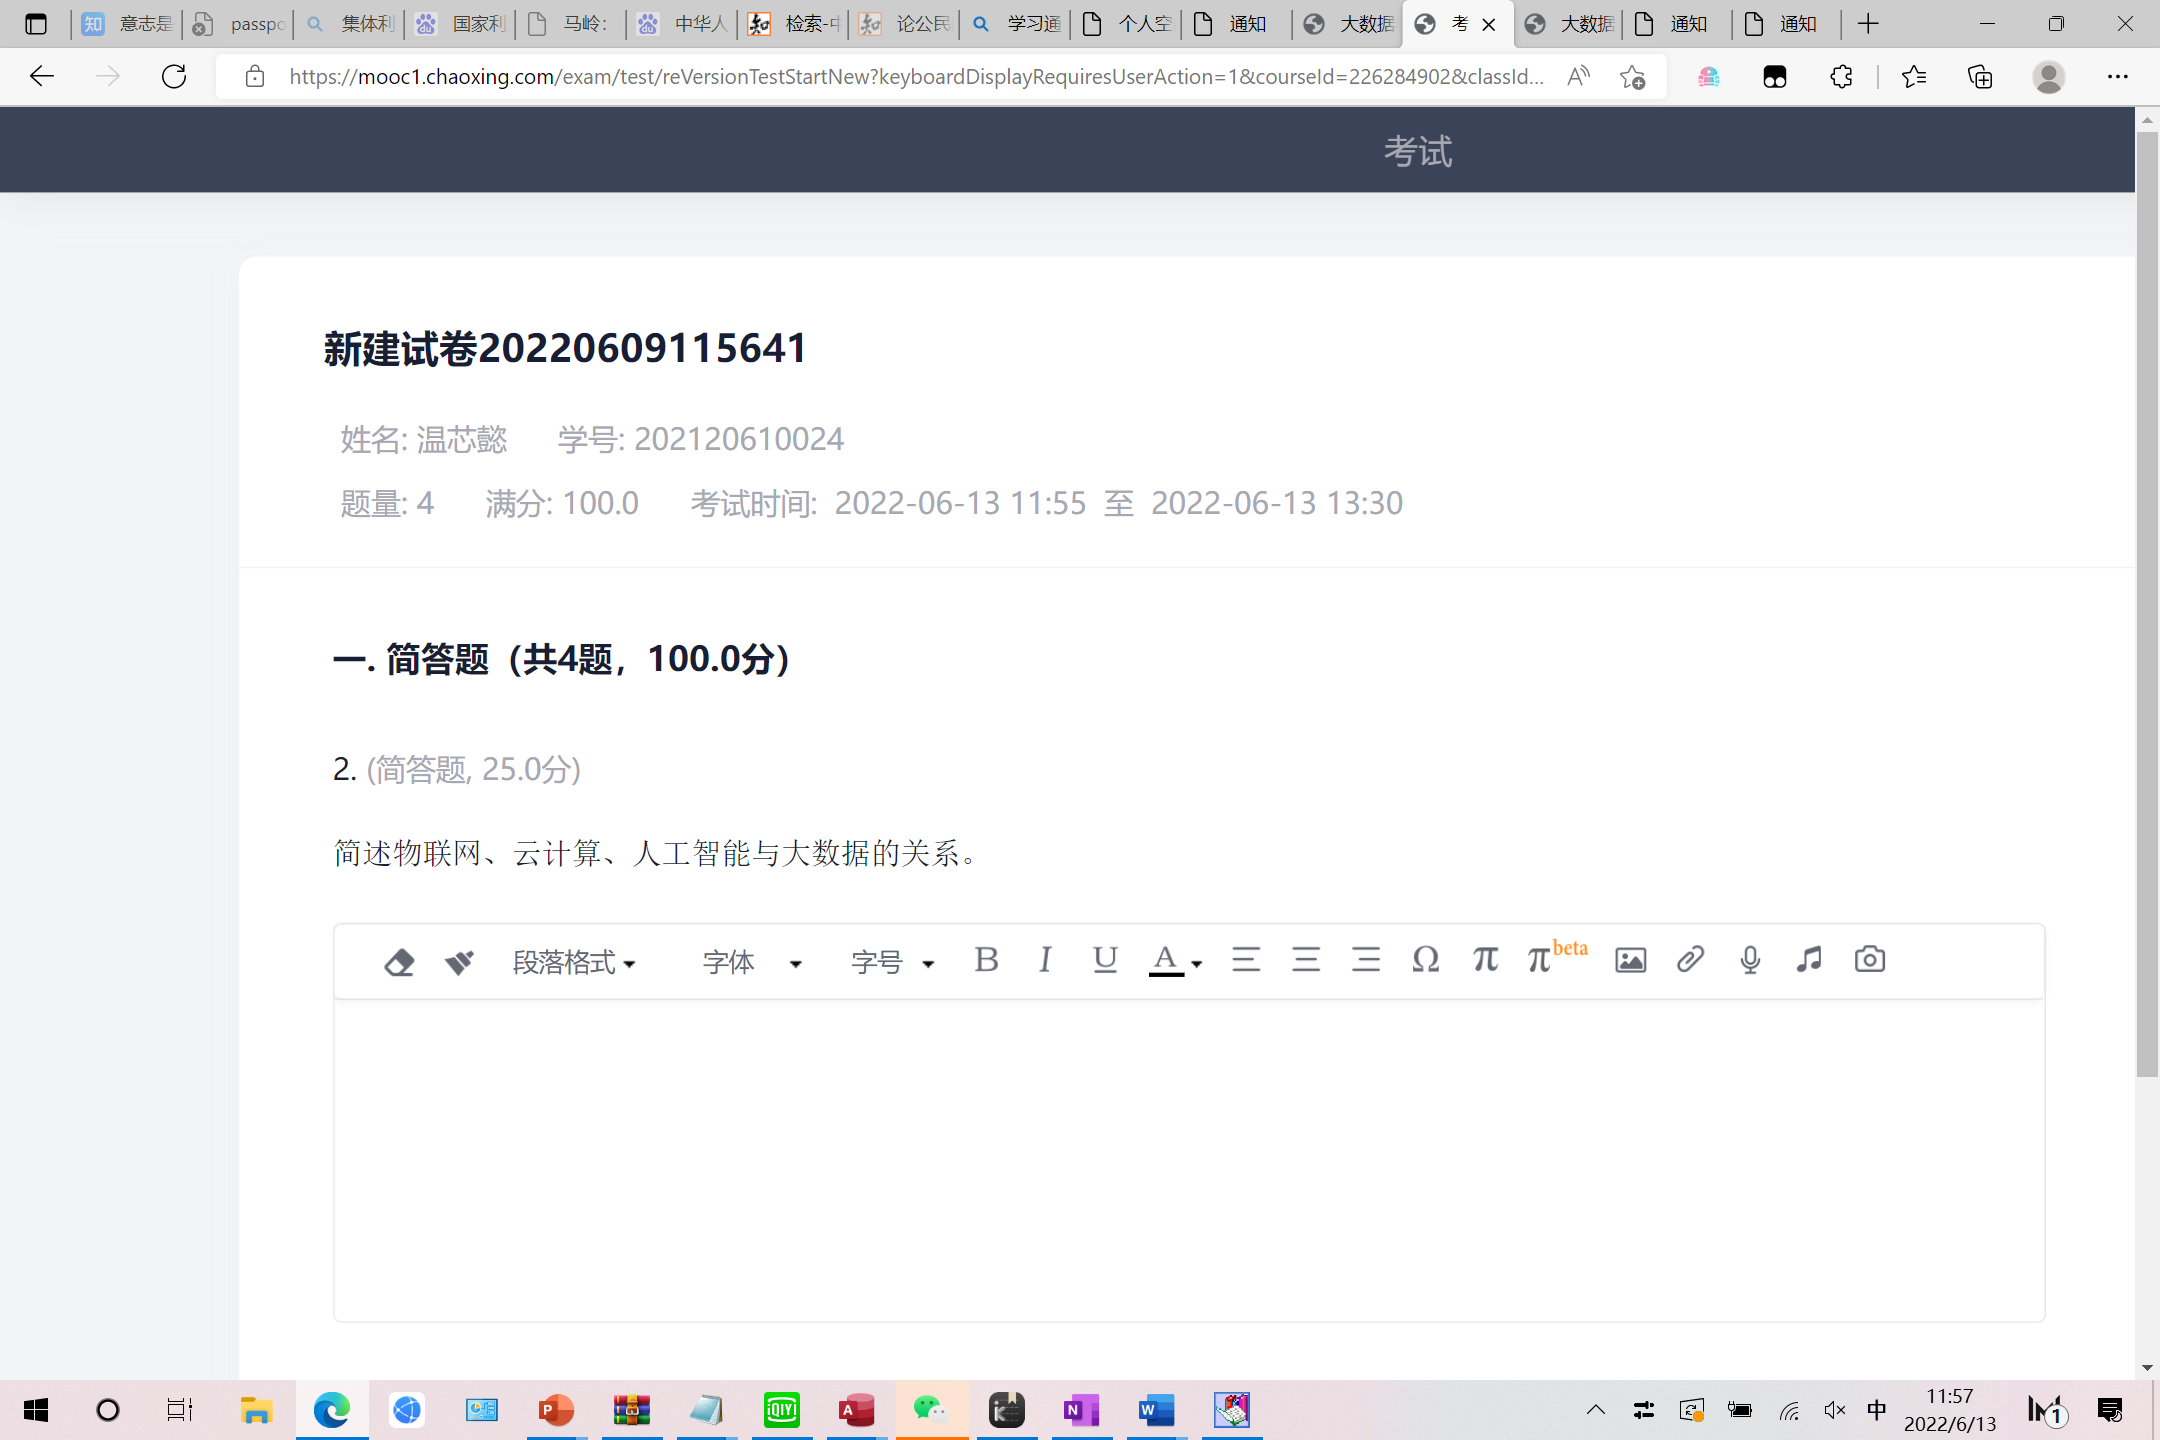 意志是
passpo
集体利
国家利
马岭：
中华人
检索-中
论公民
学习通
个人空
通知
大数据
考
大数据
通知
通知
https://mooc1.chaoxing.com/exam/test/reVersionTestStartNew?keyboardDisplayRequiresUserAction=1&courseId=226284902&classId...
考试
新建试卷20220609115641
姓名: 温芯懿 学号: 202120610024
题量: 4 满分: 100.0 考试时间: 2022-06-13 11:55 至 2022-06-13 13:30
一. 简答题（共4题，100.0分）
2. (简答题, 25.0分)
简述物联网、云计算、人工智能与大数据的关系。
段落格式 字体 字号 B I U A Ω π π beta
中
11:57
2022/6/13
1